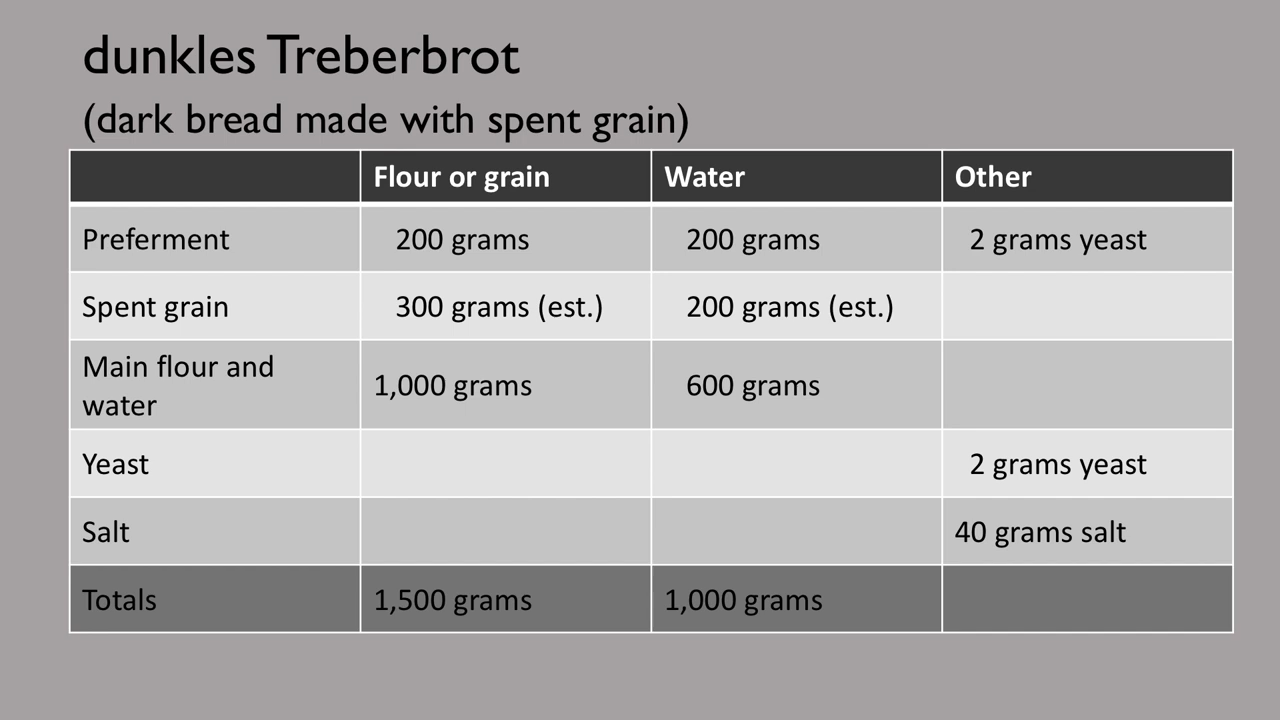 dunkles Treberbrot
(dark bread made with spent grain)
Flour or grain Water Other
Preferment 200 grams 200 grams 2 grams yeast
Spent grain 300 grams (est.) 200 grams (est.)
Main flour and
water 1,000 grams 600 grams
Yeast 2 grams yeast
Salt 40 grams salt
Totals 1,500 grams 1,000 grams